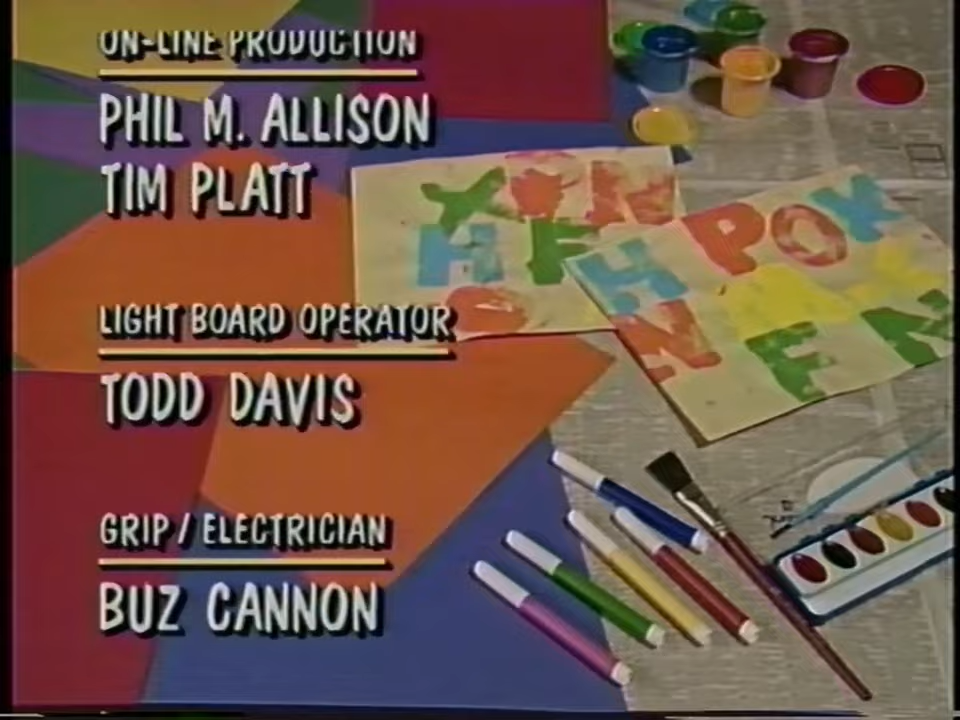 ON-LINE PRODUCTION
PHIL M. ALLISON
TIM PLATT
LIGHT BOARD OPERATOR
TODD DAVIS
GRIP / ELECTRICIAN
BUZ CANNON
X O N
H F
O
P O X
H
N F N